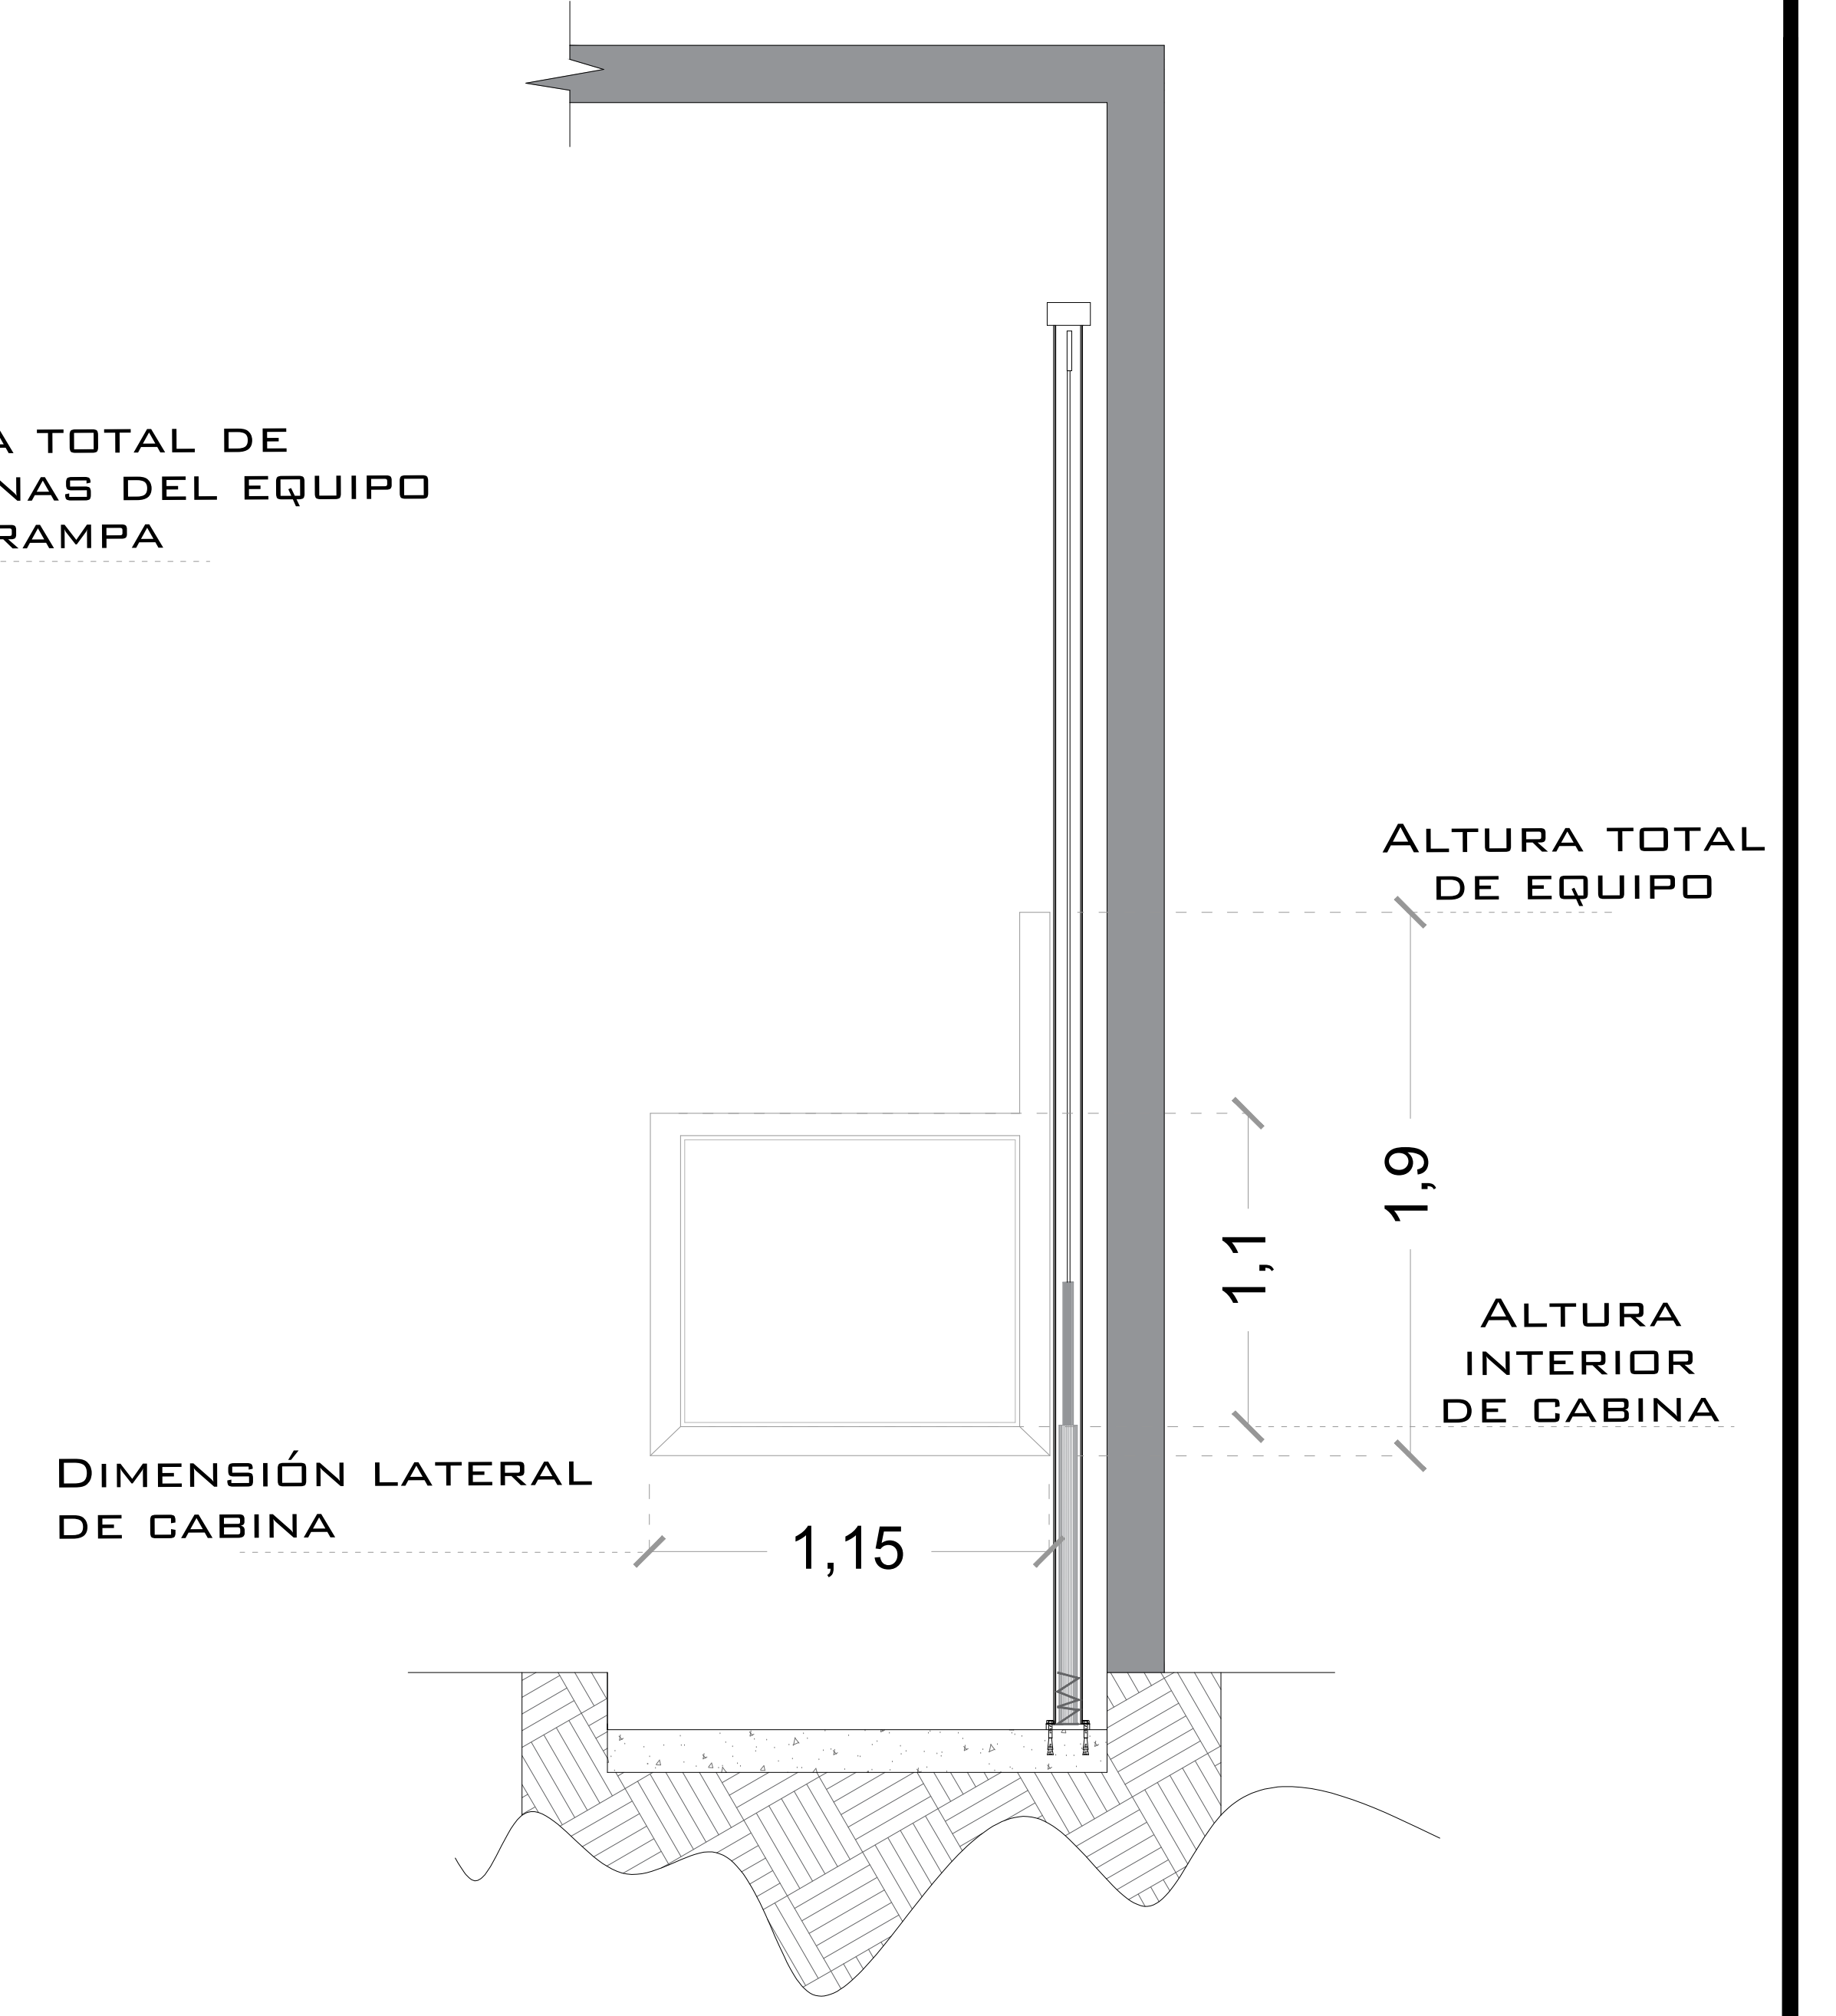 TOTAL DE
DEL EQUIPO
ALTURA TOTAL
DE EQUIPO
1,9
1,1
ALTURA
INTERIOR
DE CABINA
DIMENSIÓN LATERAL
DE CABINA
1,15